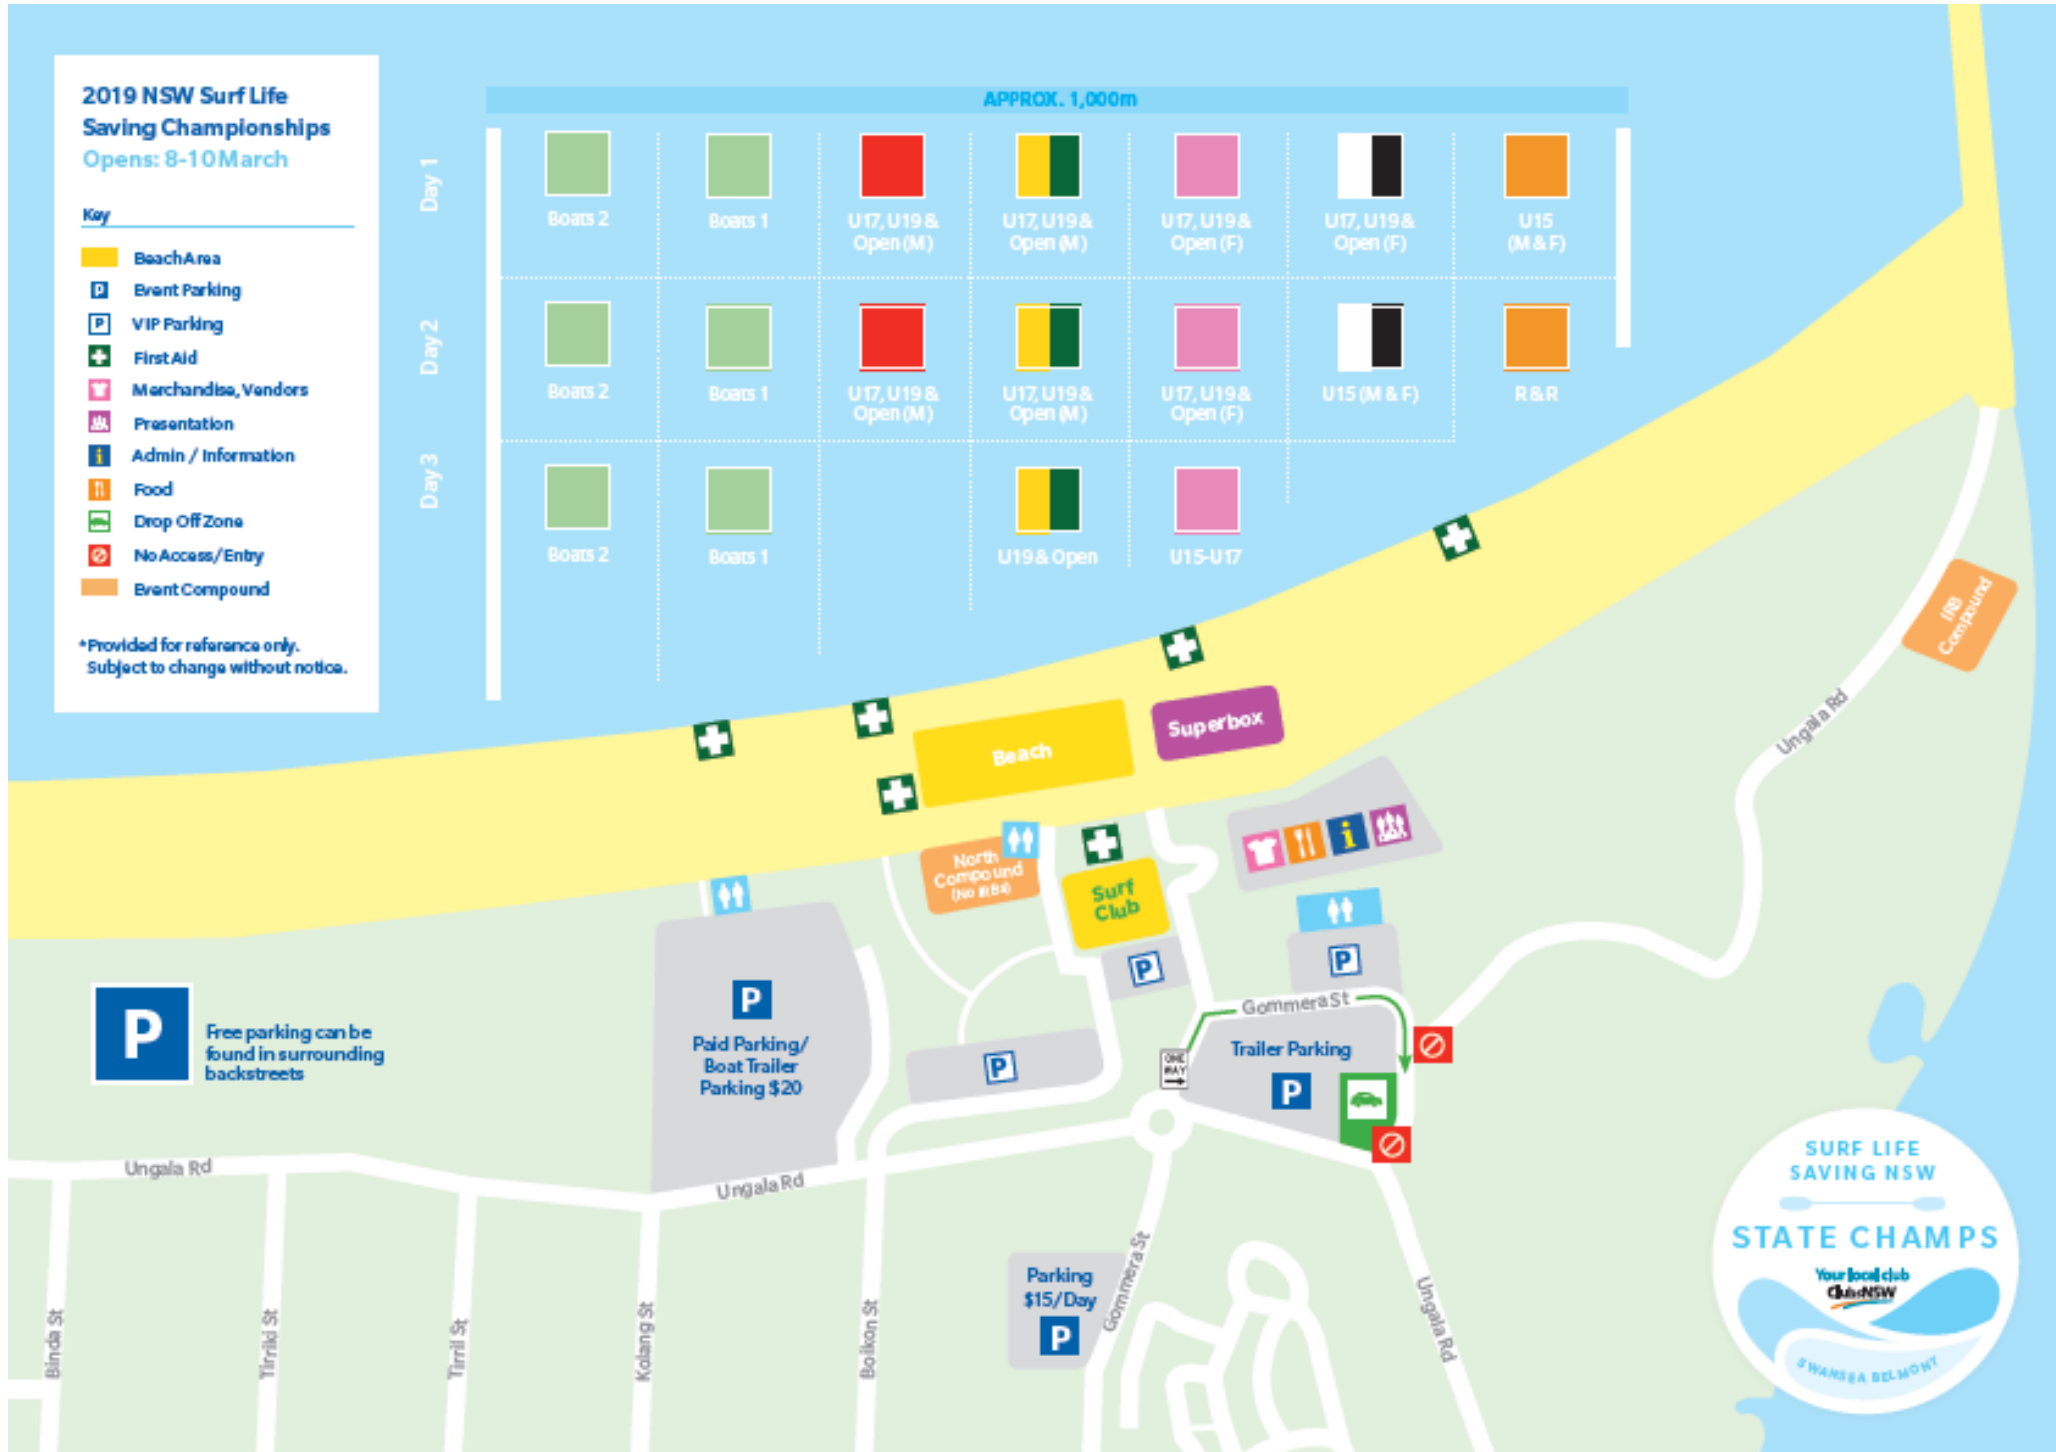 2019 NSW Surf Life
Saving Championships
Opens: 8-10 March
Key
Beach Area
P
Event Parking
P
VIP Parking
First Aid
Merchandise, Vendors
Presentation
i
Admin / Information
Food
Drop Off Zone
No Access/Entry
Event Compound
*Provided for reference only.
Subject to change without notice.
APPROX. 1,000m
Day 1
Boats 2
Boats 1
U17, U19 &
Open (M)
U17, U19 &
Open (M)
U17, U19 &
Open (F)
U17, U19 &
Open (F)
U15
(M & F)
Day 2
Boats 2
Boats 1
U17, U19 &
Open (M)
U17, U19 &
Open (M)
U17, U19 &
Open (F)
U15 (M & F)
R & R
Day 3
Boats 2
Boats 1
U19 & Open
U15-U17
IRB
Compound
Ungala Rd
Superbox
Beach
North
Compound
(No IRBs)
Surf
Club
i
P
P
P
Free parking can be
found in surrounding
backstreets
P
Paid Parking/
Boat Trailer
Parking $20
P
Gommera St
ONE
WAY
Trailer Parking
P
Ungala Rd
Ungala Rd
Parking
$15/Day
P
Gommera St
Ungala Rd
Binda St
Tirriki St
Tirril St
Kolang St
Boikon St
SURF LIFE
SAVING NSW
STATE CHAMPS
Your local club
ClubsNSW
SWANSEA BELMONT